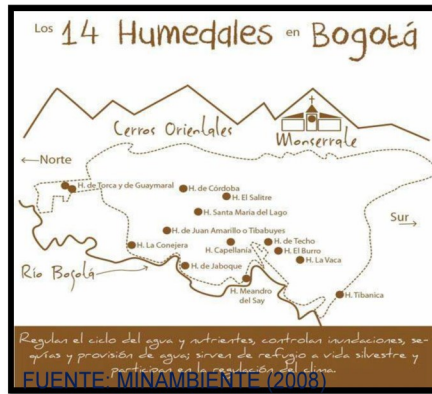 Los 14 Humedales en Bogotá
Cerros Orientales
Monserrate
←Norte
H. de Torca y de Guaymaral
H. de Córdoba
H. El Salitre
H. Santa María del Lago
Sur
→
H. de Juan Amarillo o Tibabuyes
H. La Conejera
H. Capellanía
H. de Techo
H. El Burro
H. La Vaca
Río Bogotá
H. de Jaboque
H. Meandro
del Say
H. Tibanica
Regulan el ciclo del agua y nutrientes, controlan inundaciones, se-
quías y provisión de agua; sirven de refugio a vida silvestre y
participan en la regulación del clima.
FUENTE: MINAMBIENTE (2008)